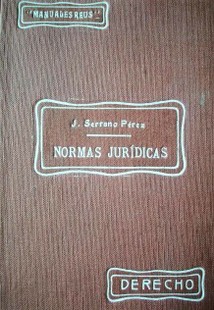 "MANUALES REUS"
J. Serrano Pérez
NORMAS JURÍDICAS
DERECHO